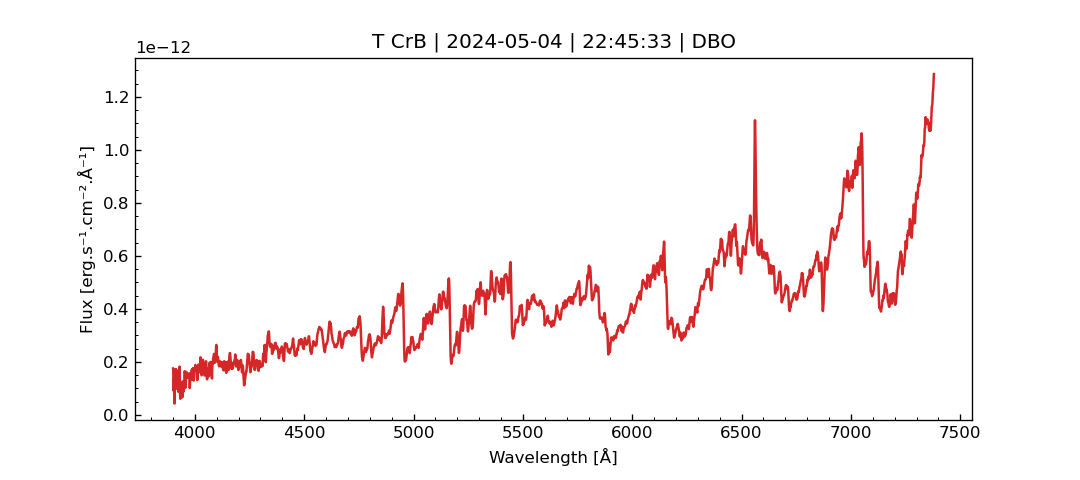 T CrB | 2024-05-04 | 22:45:33 | DBO
1e−12
1.2
1.0
0.8
0.6
0.4
0.2
0.0
Flux [erg.s⁻¹.cm⁻².Å⁻¹]
4000 4500 5000 5500 6000 6500 7000 7500
Wavelength [Å]